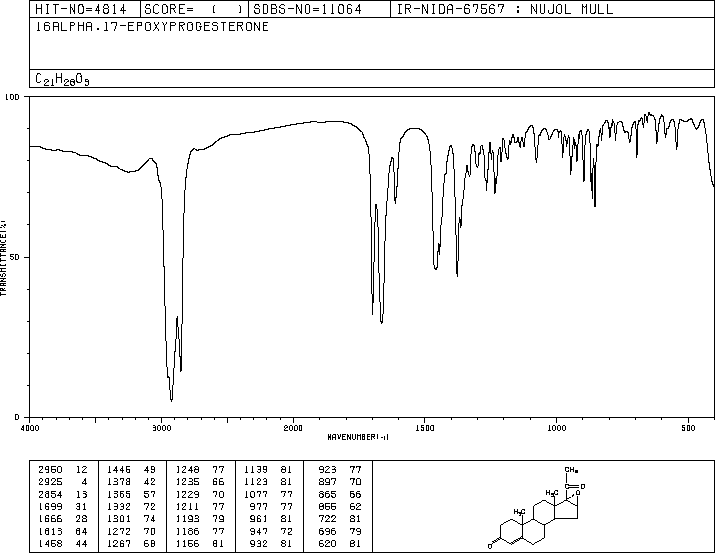 HIT-NO=4814 SCORE= ( ) SDBS-NO=11064 IR-NIDA-67567 : NUJOL MULL
16ALPHA.17-EPOXYPROGESTERONE
C21H28O3
100
50
0
TRANSMITTANCE(%)
4000 3000 2000 1500 1000 500
WAVENUMBER(-1)
2960 12 1446 49 1248 77 1139 81 923 77
2925 4 1378 42 1235 66 1123 81 897 70
2854 13 1365 57 1229 70 1077 77 865 66
1699 31 1332 72 1211 77 977 77 855 62
1666 28 1301 74 1193 79 961 81 722 81
1613 64 1272 70 1186 77 947 72 696 79
1458 44 1267 68 1156 81 932 81 620 81
CH3
C=O
H3C
O
H3C
O